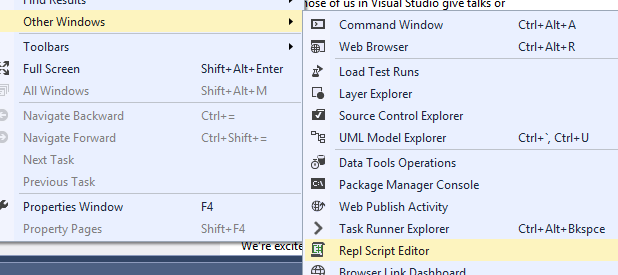 Find Results
Other Windows
Toolbars
Full Screen Shift+Alt+Enter
All Windows Shift+Alt+M
Navigate Backward Ctrl+=
Navigate Forward Ctrl+Shift+=
Next Task
Previous Task
Properties Window F4
Property Pages Shift+F4
hose of us in Visual Studio give talks or
Command Window Ctrl+Alt+A
Web Browser Ctrl+Alt+R
Load Test Runs
Layer Explorer
Source Control Explorer
UML Model Explorer Ctrl+`, Ctrl+U
Data Tools Operations
C:\
Package Manager Console
Web Publish Activity
Task Runner Explorer Ctrl+Alt+Bkspce
Repl Script Editor
Browser Link Dashboard
We're excite